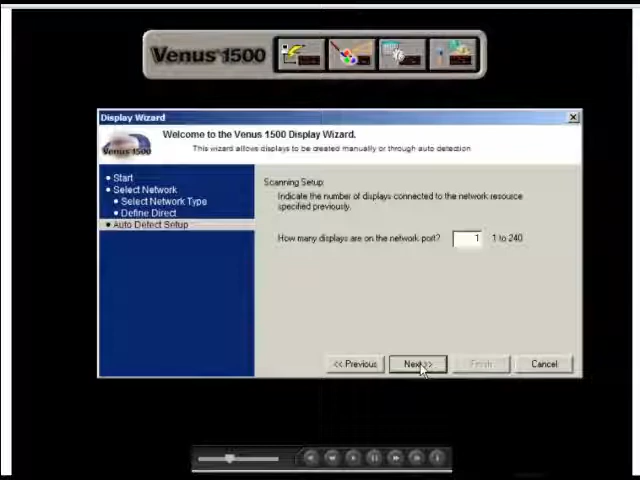 Venus 1500
Display Wizard
Welcome to the Venus 1500 Display Wizard.
This wizard allows displays to be created manually or through auto detection
Venus 1500
Start
Select Network
Select Network Type
Define Direct
Auto Detect Setup
Scanning Setup:
Indicate the number of displays connected to the network resource
specified previously.
How many displays are on the network port? 1 1 to 240
<< Previous Next >> Finish Cancel